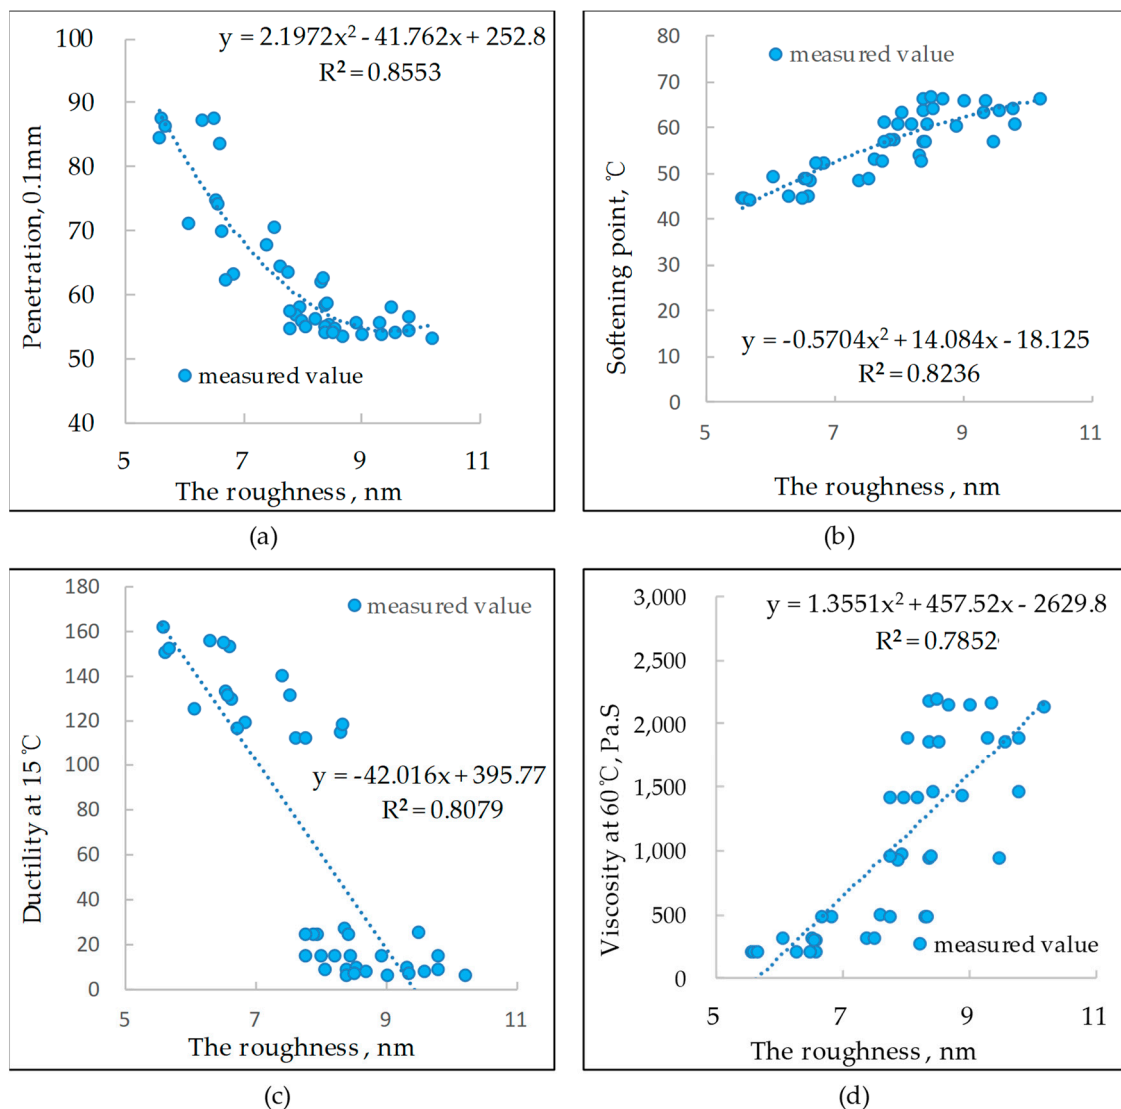 y = 2.1972x² - 41.762x + 252.8
R² = 0.8553
100
90
80
70
60
50
40
Penetration, 0.1mm
measured value
5
7
9
11
The roughness , nm
(a)
measured value
80
70
60
50
40
30
20
10
0
Softening point, ℃
y = -0.5704x² + 14.084x - 18.125
R² = 0.8236
5
7
9
11
The roughness , nm
(b)
measured value
180
160
140
120
100
80
60
40
20
0
Ductility at 15℃
y = -42.016x + 395.77
R² = 0.8079
5
7
9
11
The roughness , nm
(c)
y = 1.3551x² + 457.52x - 2629.8
R² = 0.7852
3,000
2,500
2,000
1,500
1,000
500
0
Viscosity at 60℃, Pa.S
measured value
5
7
9
11
The roughness , nm
(d)